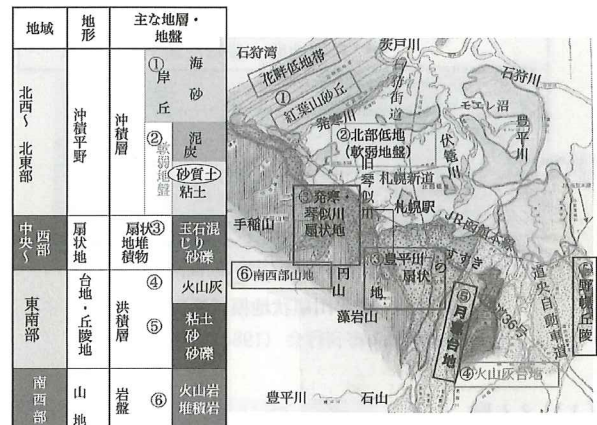 地域
地形
主な地層・地盤
北西～北東部
沖積平野
沖積層
①海岸砂丘
②軟弱地盤
泥炭
砂質土
粘土
中央～西部
扇状地
扇状地堆積物③
玉石混じり砂礫
東南部
台地・丘陵地
洪積層
④
火山灰
⑤
粘土
砂
砂礫
南西部
山地
岩盤
⑥
火山岩
堆積岩
石狩湾
茨戸川
石狩川
花畔低地帯
①
紅葉山砂丘
石狩街道
モエレ沼
発寒川
豊平川
②北部低地
（軟弱地盤）
伏籠川
旧琴似川
札幌新道
③発寒・
琴似川
扇状地
札幌駅
手稲山
JR函館本線
③豊平川
扇状地
すすきの
⑥南西部山地
円山
藻岩山
⑤月寒台地
国道36号
道央自動車道
野幌丘陵
④火山灰台地
豊平川
石山